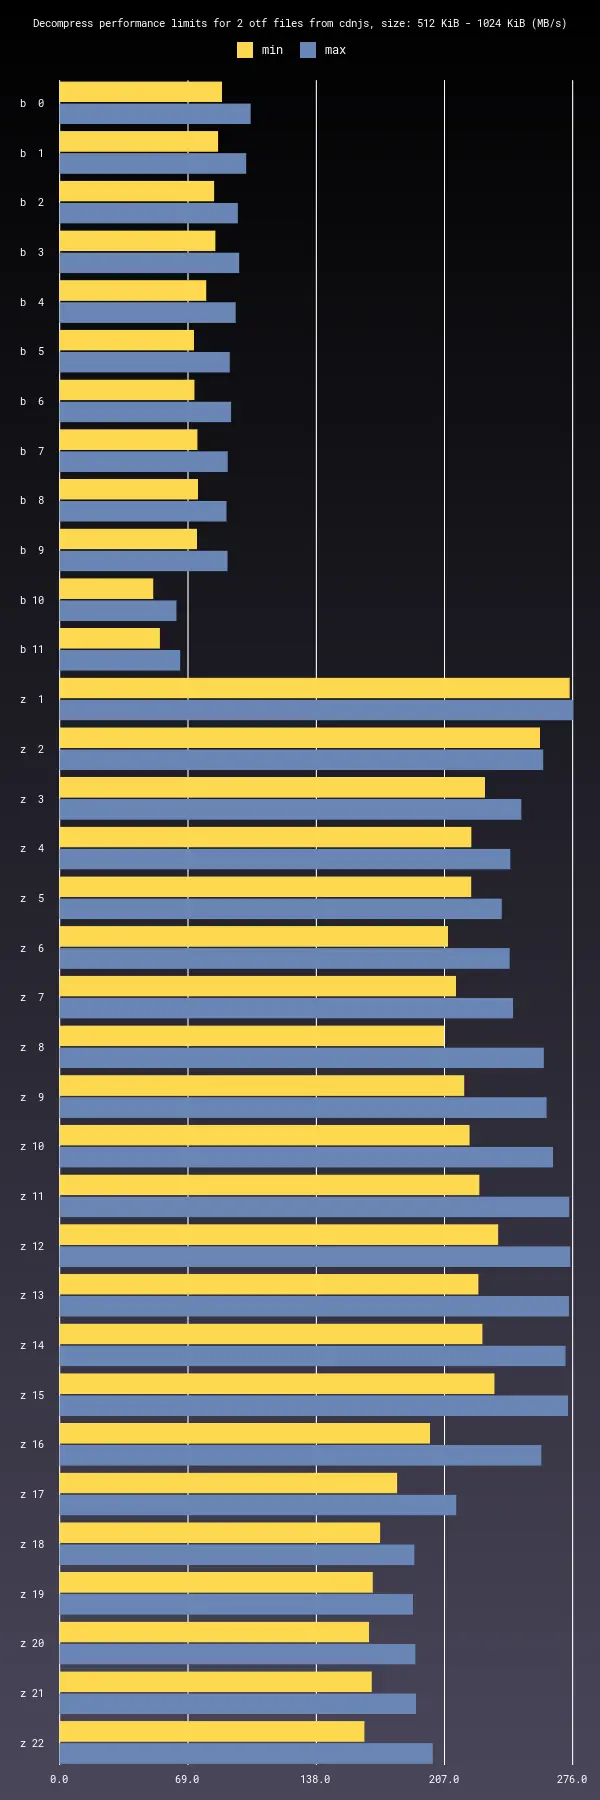 Decompress performance limits for 2 otf files from cdnjs, size: 512 KiB - 1024 KiB (MB/s)
min max
b 0
b 1
b 2
b 3
b 4
b 5
b 6
b 7
b 8
b 9
b 10
b 11
z 1
z 2
z 3
z 4
z 5
z 6
z 7
z 8
z 9
z 10
z 11
z 12
z 13
z 14
z 15
z 16
z 17
z 18
z 19
z 20
z 21
z 22
0.0 69.0 138.0 207.0 276.0